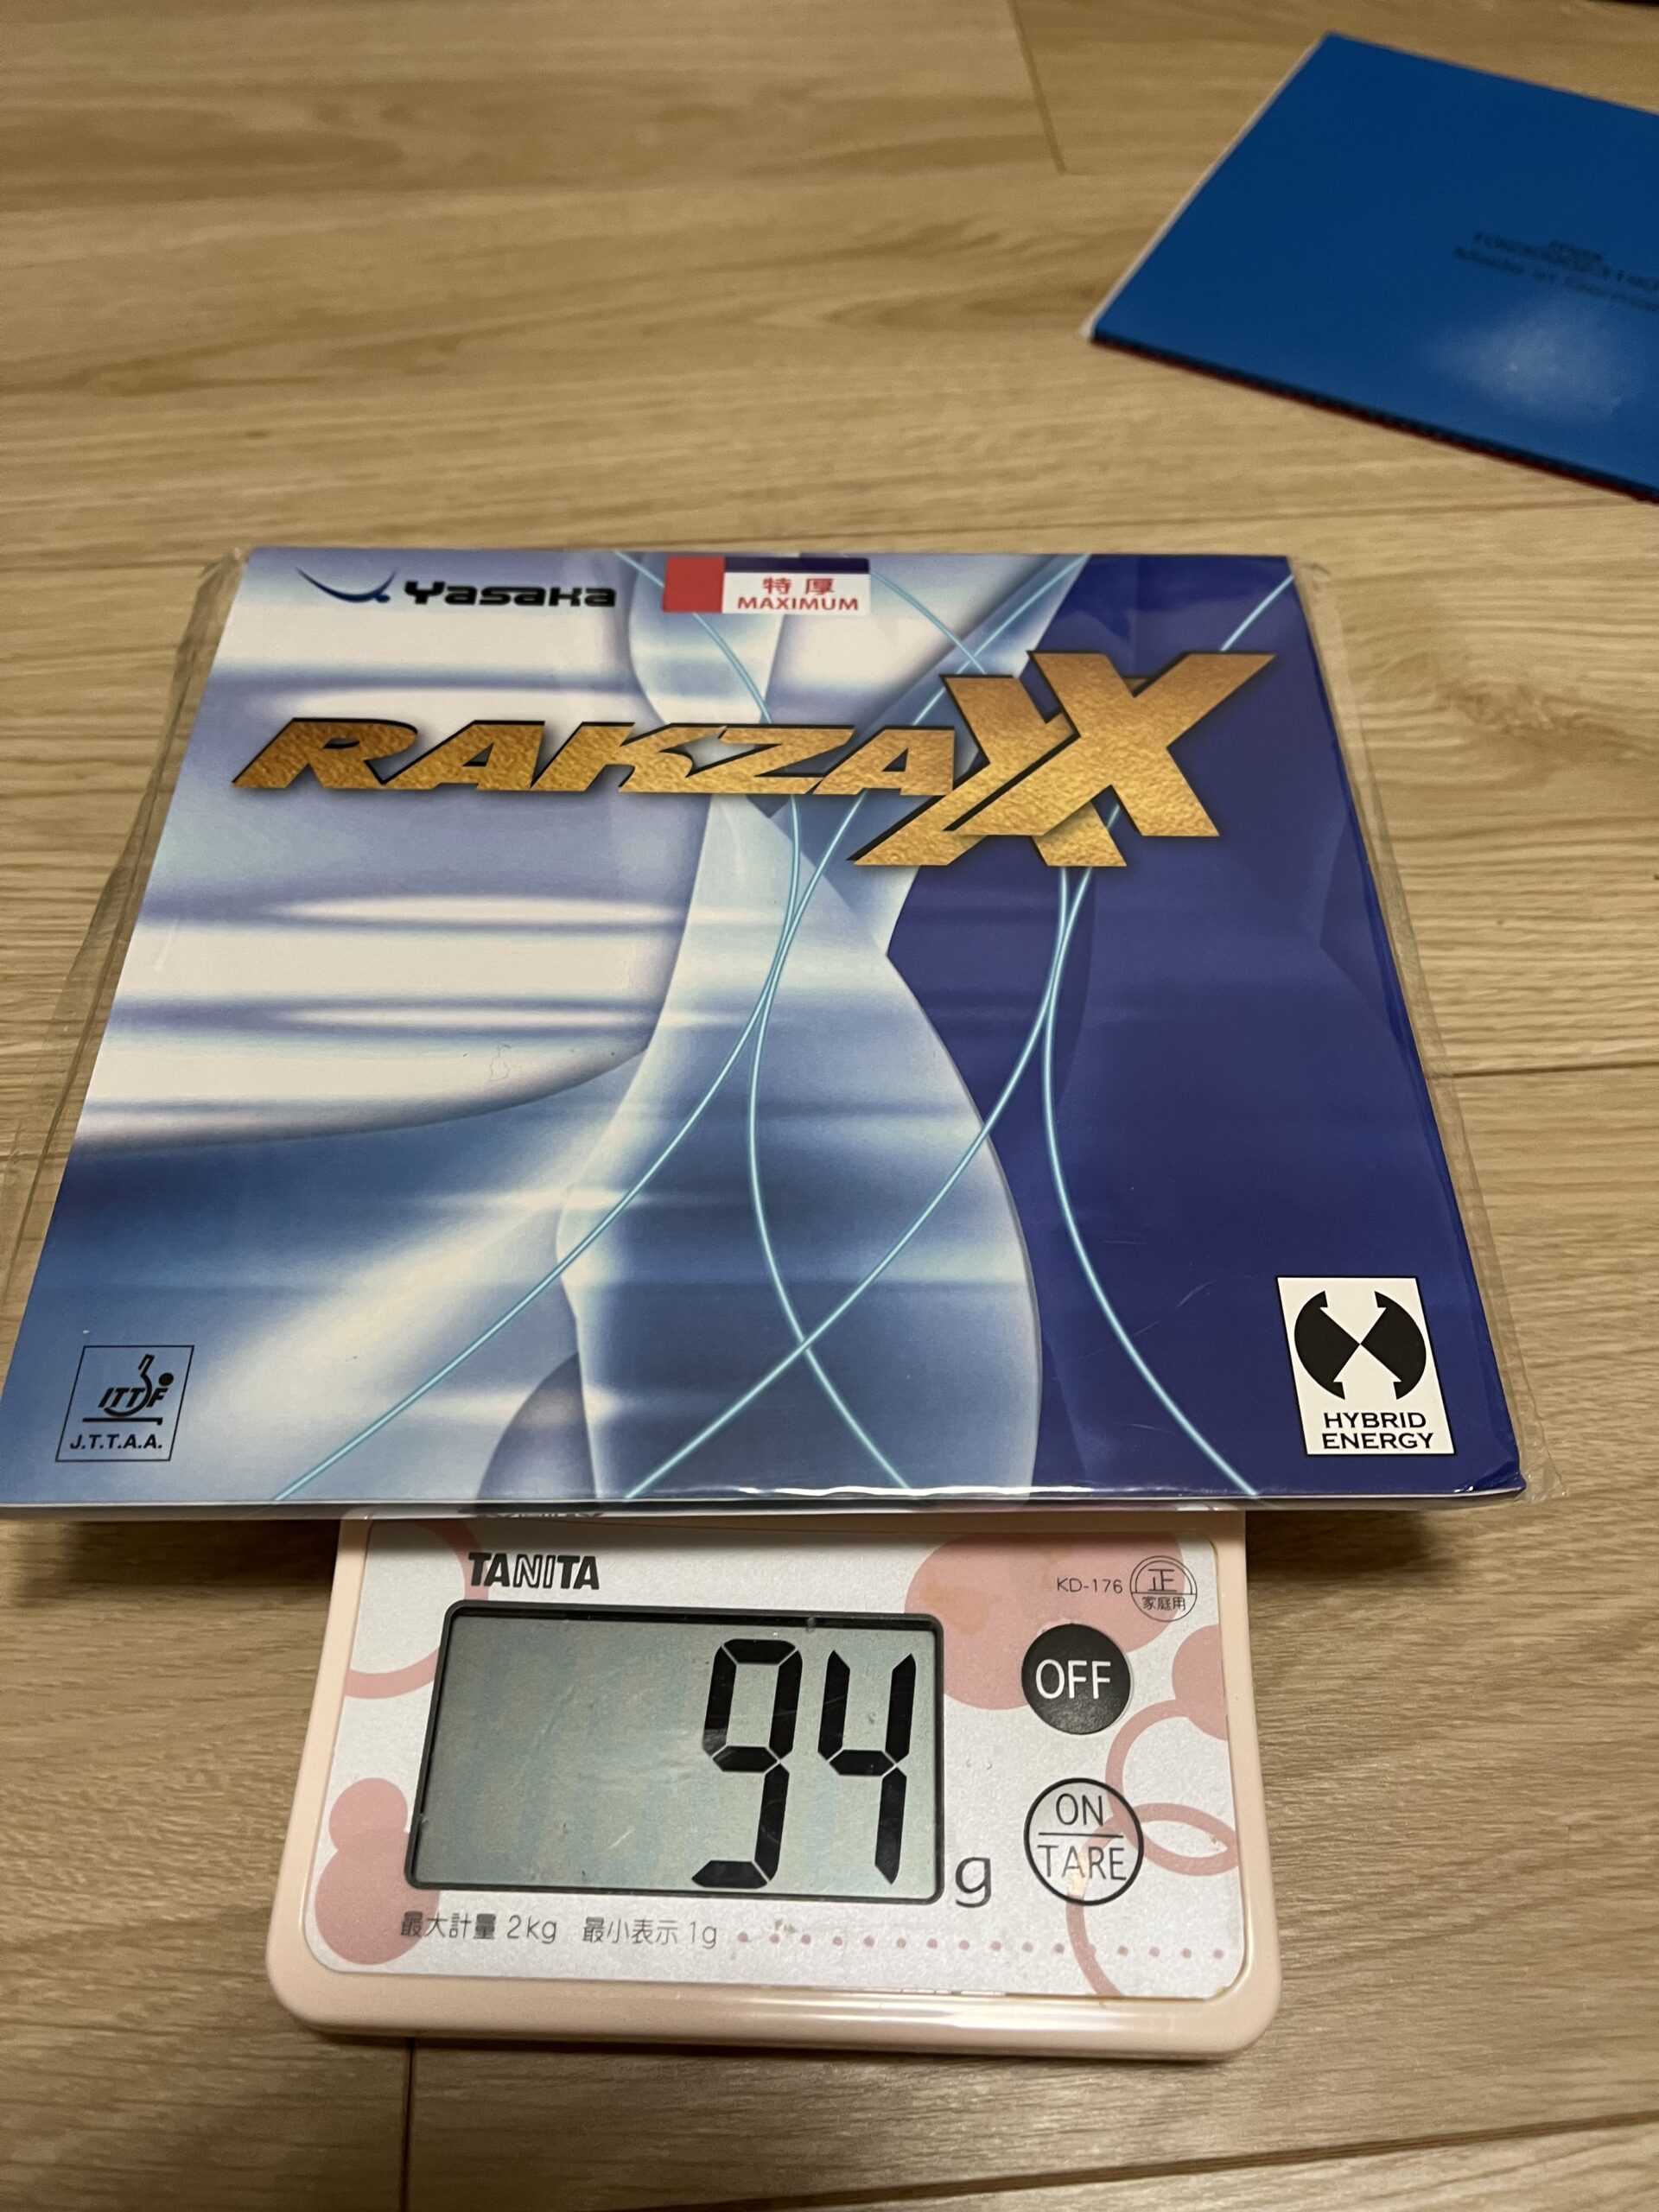 Yasaka
特厚
MAXIMUM
RAKZA XX
ITTF
J.T.T.A.A.
HYBRID
ENERGY
TANITA
KD-176
正
家庭用
94
g
OFF
ON
TARE
最大計量 2kg 最小表示 1g